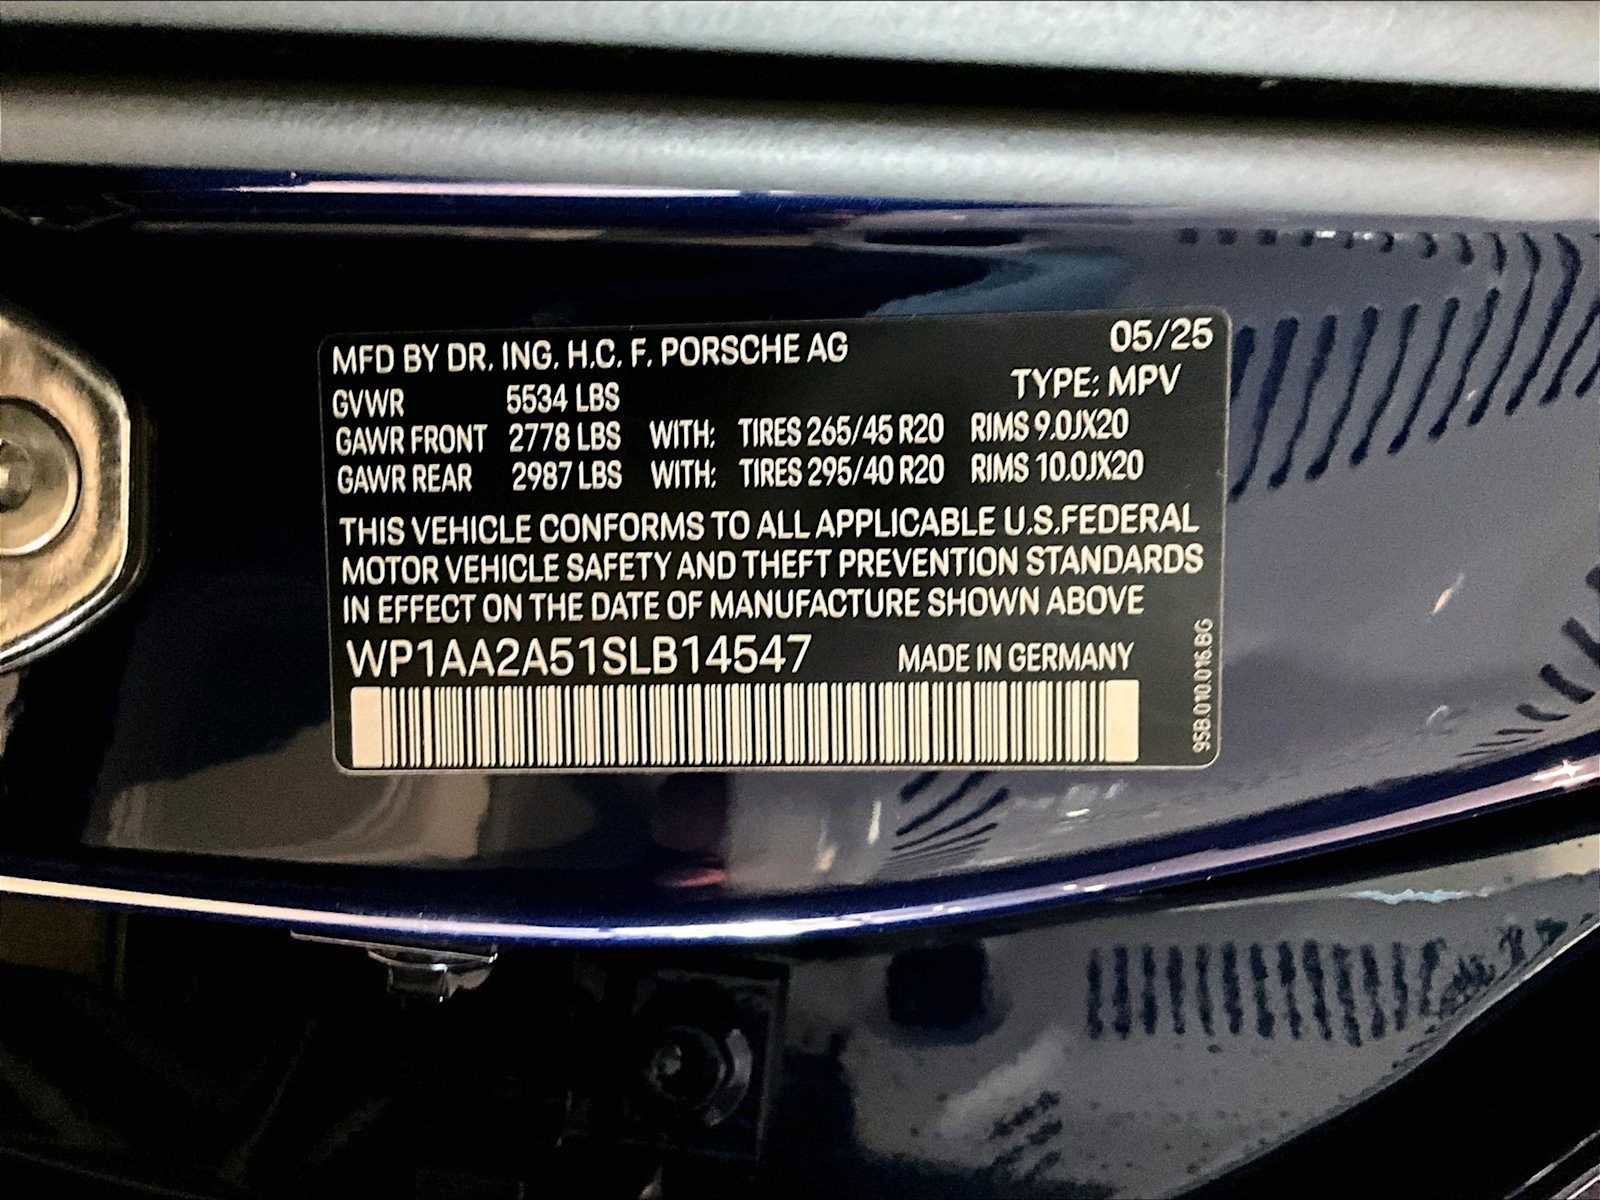 MFD BY DR. ING. H.C. F. PORSCHE AG 05/25
GVWR 5534 LBS TYPE: MPV
GAWR FRONT 2778 LBS WITH: TIRES 265/45 R20 RIMS 9.0JX20
GAWR REAR 2987 LBS WITH: TIRES 295/40 R20 RIMS 10.0JX20
THIS VEHICLE CONFORMS TO ALL APPLICABLE U.S.FEDERAL
MOTOR VEHICLE SAFETY AND THEFT PREVENTION STANDARDS
IN EFFECT ON THE DATE OF MANUFACTURE SHOWN ABOVE
WP1AA2A51SLB14547 MADE IN GERMANY
95B.010.016.BG